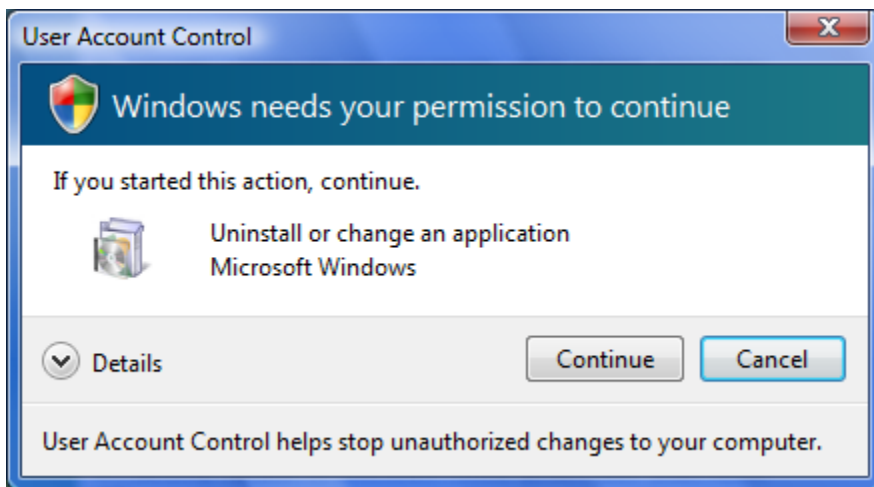 User Account Control
Windows needs your permission to continue
If you started this action, continue.
Uninstall or change an application
Microsoft Windows
Details
Continue
Cancel
User Account Control helps stop unauthorized changes to your computer.